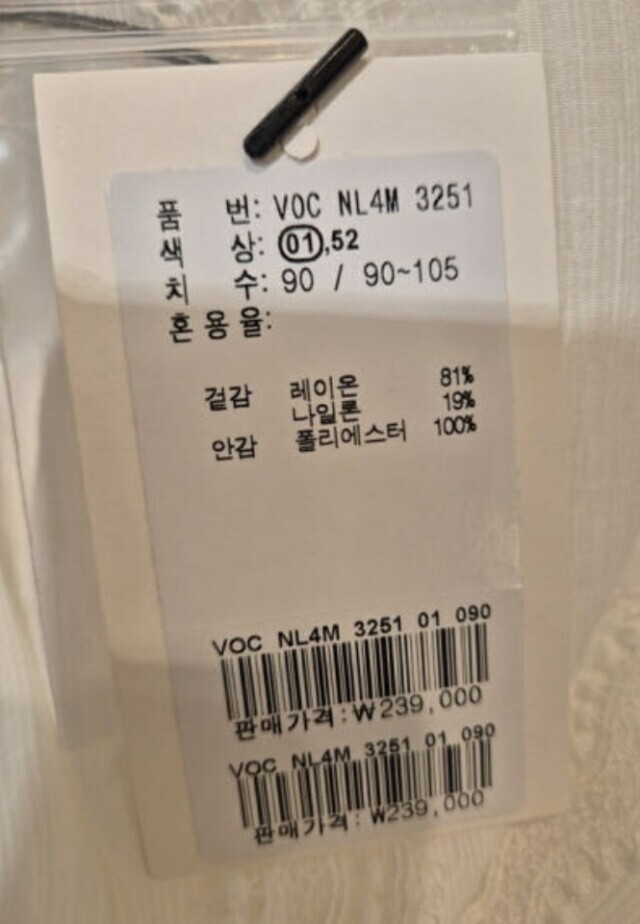 품 번: VOC NL4M 3251
색 상: 01,52
치 수: 90 / 90~105
혼 용 율:
겉감 레이온 81%
나일론 19%
안감 폴리에스터 100%
VOC NL4M 3251 01 090
판매가격:₩239,000
VOC NL4M 3251 01 090
판매가격:₩239,000